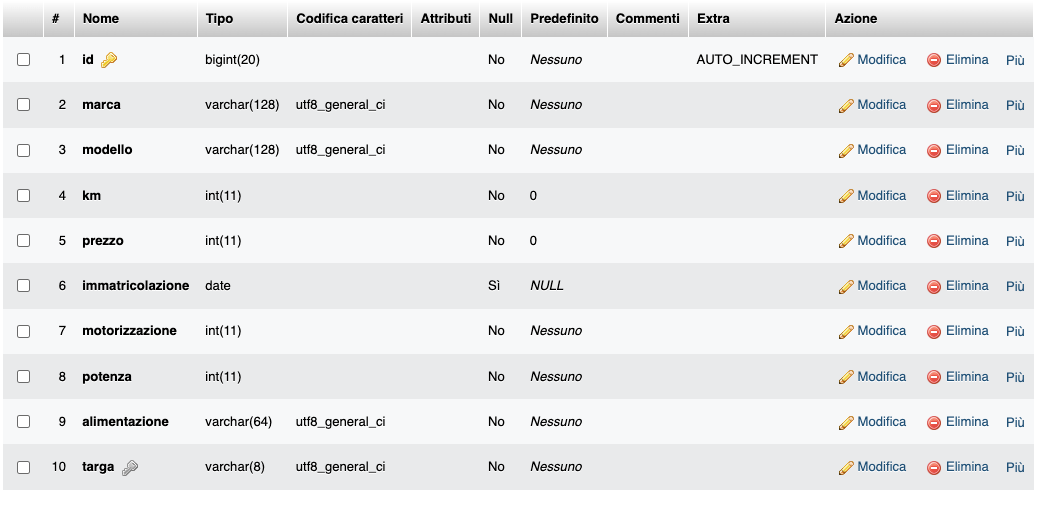 # Nome Tipo Codifica caratteri Attributi Null Predefinito Commenti Extra Azione
1 id bigint(20) No Nessuno AUTO_INCREMENT Modifica Elimina Più
2 marca varchar(128) utf8_general_ci No Nessuno Modifica Elimina Più
3 modello varchar(128) utf8_general_ci No Nessuno Modifica Elimina Più
4 km int(11) No 0 Modifica Elimina Più
5 prezzo int(11) No 0 Modifica Elimina Più
6 immatricolazione date Sì NULL Modifica Elimina Più
7 motorizzazione int(11) No Nessuno Modifica Elimina Più
8 potenza int(11) No Nessuno Modifica Elimina Più
9 alimentazione varchar(64) utf8_general_ci No Nessuno Modifica Elimina Più
10 targa varchar(8) utf8_general_ci No Nessuno Modifica Elimina Più